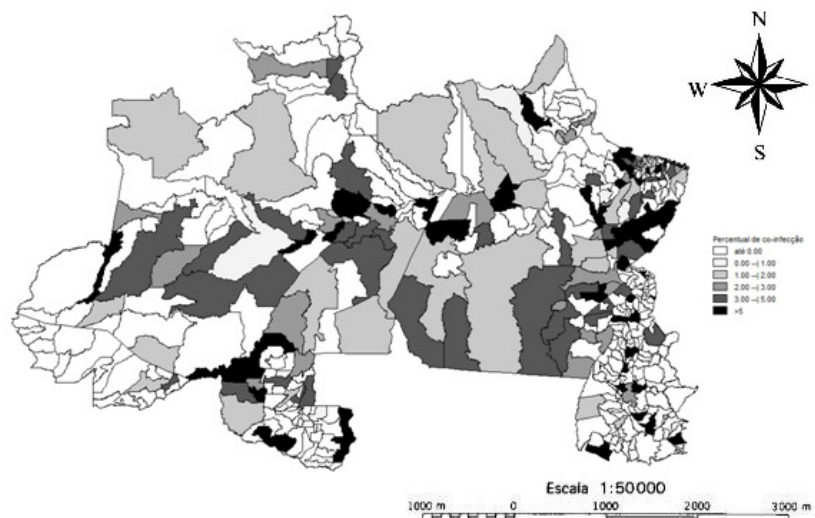 N
W
S
Percentual de co-infecção
até 0.00
0.00 --| 1.00
1.00 --| 2.00
2.00 --| 3.00
3.00 --| 5.00
>5
Escala 1:50000
1000 m 0 1000 2000 3000 m